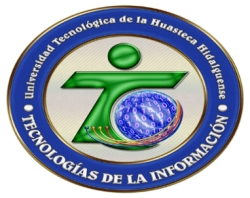 Universidad Tecnológica de la Huasteca Hidalguense
TECNOLOGÍAS DE LA INFORMACIÓN